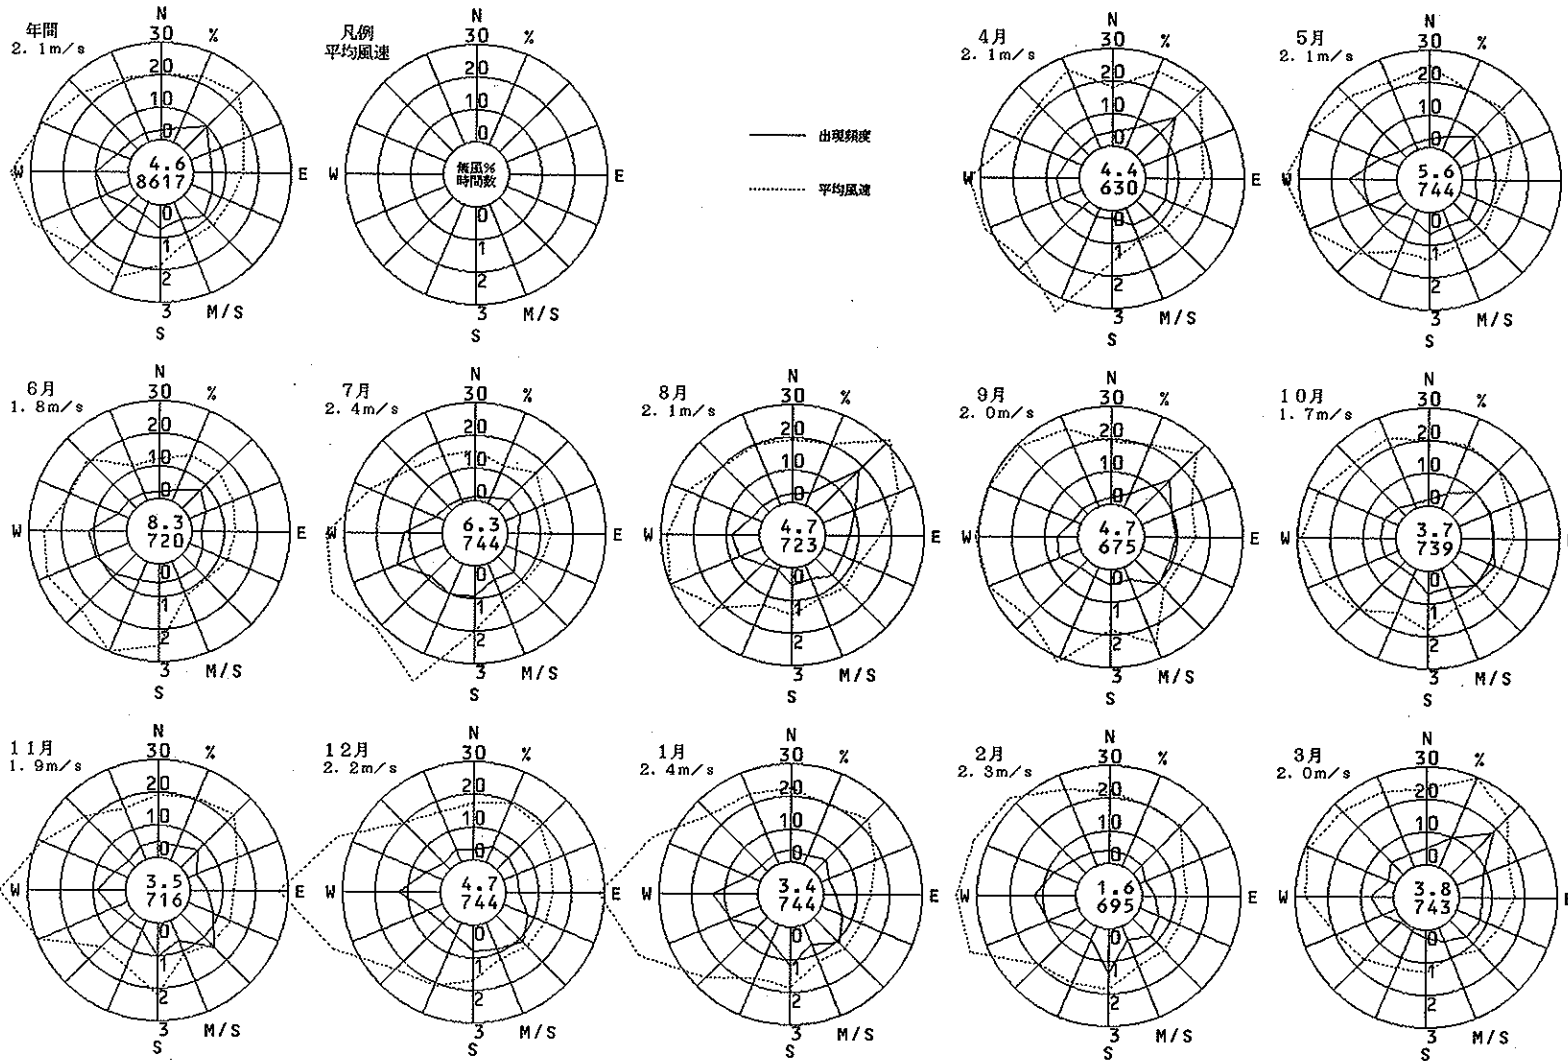 年間
2.1m/s
N
30 %
20
10
0
W
4.6
8617
E
0
1
2
3 M/S
S
凡例
平均風速
N
30 %
20
10
0
W
無風%
時間数
E
0
1
2
3 M/S
S
出現頻度
平均風速
4月
2.1m/s
N
30 %
20
10
0
W
4.4
630
E
0
1
2
3 M/S
S
5月
2.1m/s
N
30 %
20
10
0
W
5.6
744
E
0
1
2
3 M/S
S
6月
1.8m/s
N
30 %
20
10
0
W
8.3
720
E
0
1
2
3 M/S
S
7月
2.4m/s
N
30 %
20
10
0
W
6.3
744
E
0
1
2
3 M/S
S
8月
2.1m/s
N
30 %
20
10
0
W
4.7
723
E
0
1
2
3 M/S
S
9月
2.0m/s
N
30 %
20
10
0
W
4.7
675
E
0
1
2
3 M/S
S
10月
1.7m/s
N
30 %
20
10
0
W
3.7
739
E
0
1
2
3 M/S
S
11月
1.9m/s
N
30 %
20
10
0
W
3.5
716
E
0
1
2
3 M/S
S
12月
2.2m/s
N
30 %
20
10
0
W
4.7
744
E
0
1
2
3 M/S
S
1月
2.4m/s
N
30 %
20
10
0
W
3.4
744
E
0
1
2
3 M/S
S
2月
2.3m/s
N
30 %
20
10
0
W
1.6
695
E
0
1
2
3 M/S
S
3月
2.0m/s
N
30 %
20
10
0
W
3.8
743
E
0
1
2
3 M/S
S